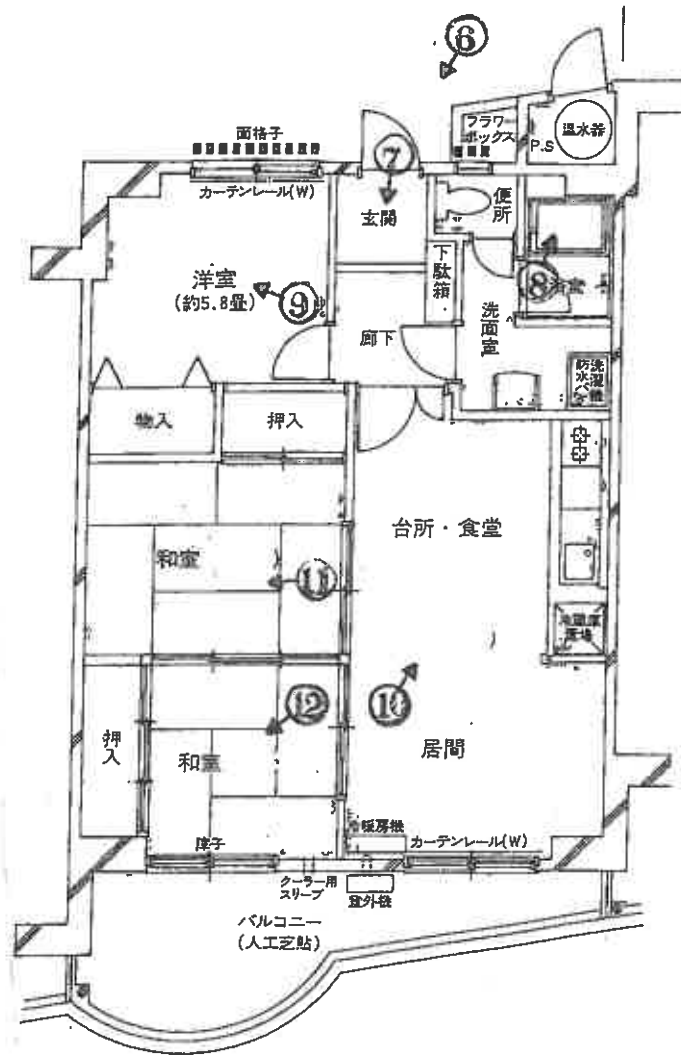 ⑥
フラワー
ボックス
P.S
温水器
面格子
カーテンレール(W)
⑦
玄関
便所
下駄箱
洋室
(約5.8畳)
⑨
廊下
洗面室
⑧
洗濯機
防水パン
物入
押入
台所・食堂
和室
⑪
冷蔵庫
置場
押入
和室
⑫
⑩
居間
暖房機
障子
カーテンレール(W)
クーラー用
スリーブ
室外機
バルコニー
(人工芝貼)